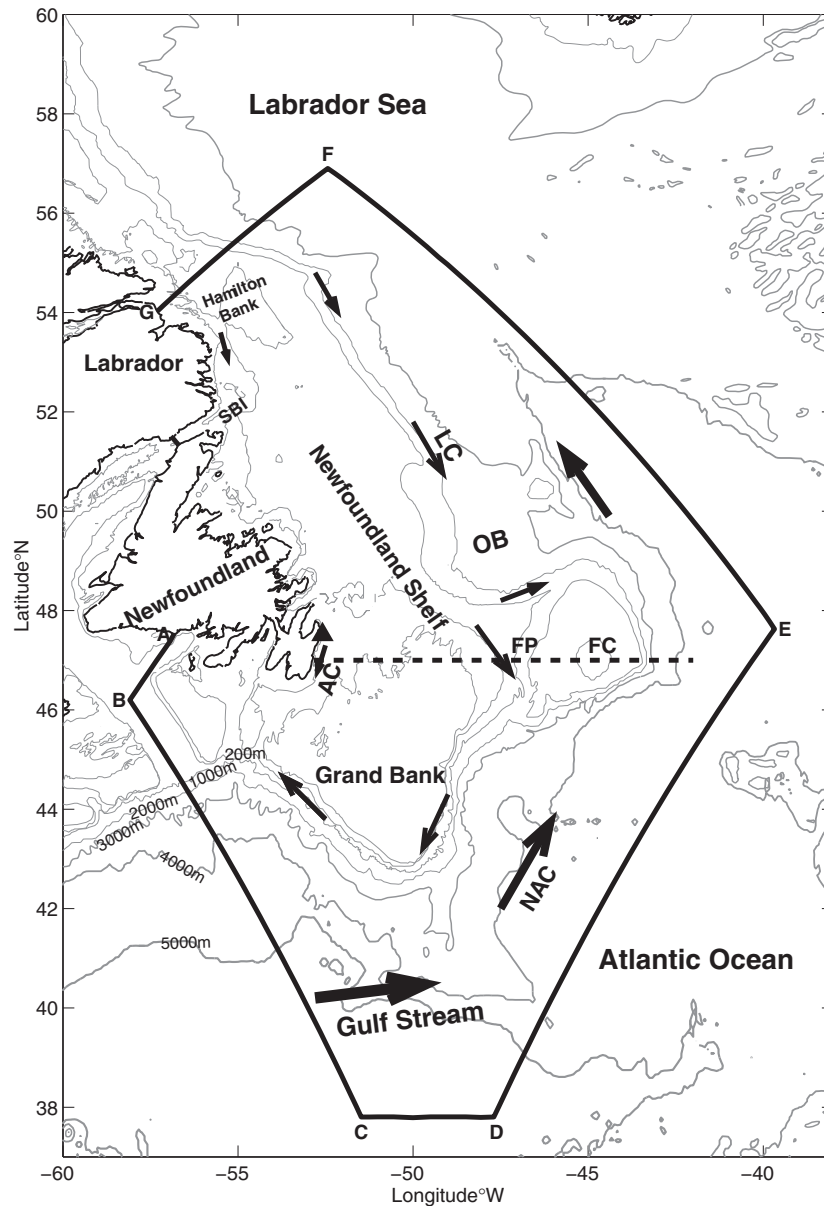 60
58
56
54
52
50
48
46
44
42
40
38
Latitude°N
−60
−55
−50
−45
−40
Longitude°W
Labrador Sea
F
G
Hamilton
Bank
Labrador
SBI
LC
Newfoundland Shelf
OB
Newfoundland
A
E
FP
FC
AC
B
200m
1000m
2000m
3000m
4000m
5000m
Grand Bank
NAC
Atlantic Ocean
Gulf Stream
C
D